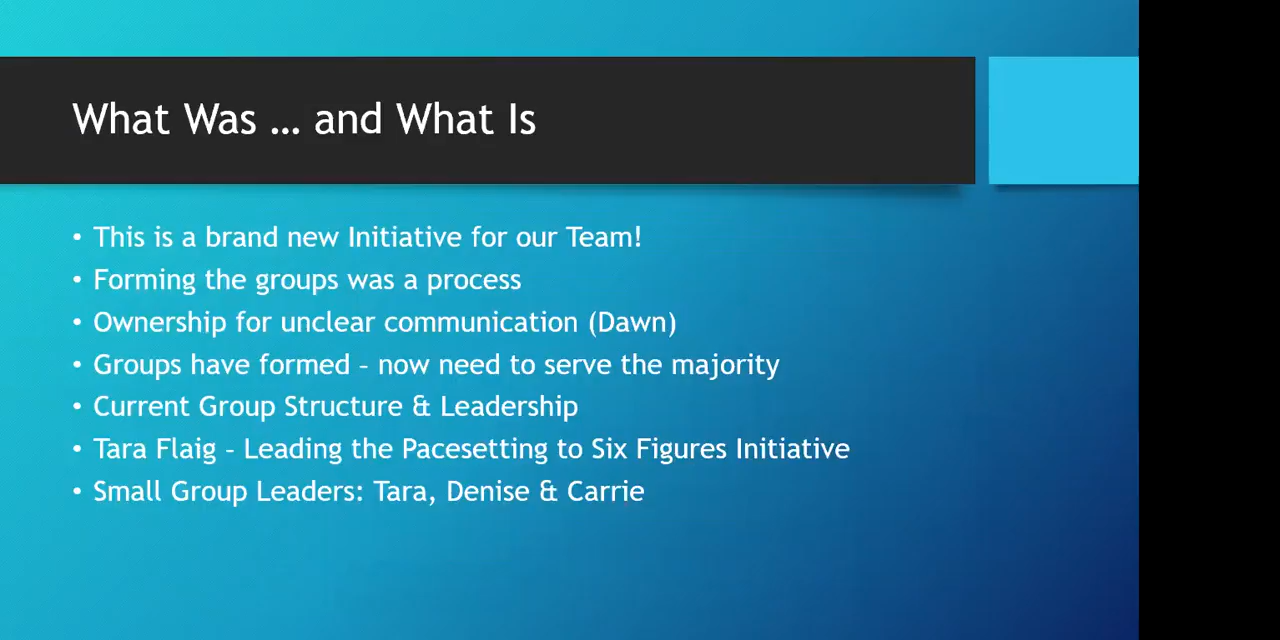 What Was … and What Is
• This is a brand new Initiative for our Team!
• Forming the groups was a process
• Ownership for unclear communication (Dawn)
• Groups have formed – now need to serve the majority
• Current Group Structure & Leadership
• Tara Flaig – Leading the Pacesetting to Six Figures Initiative
• Small Group Leaders: Tara, Denise & Carrie